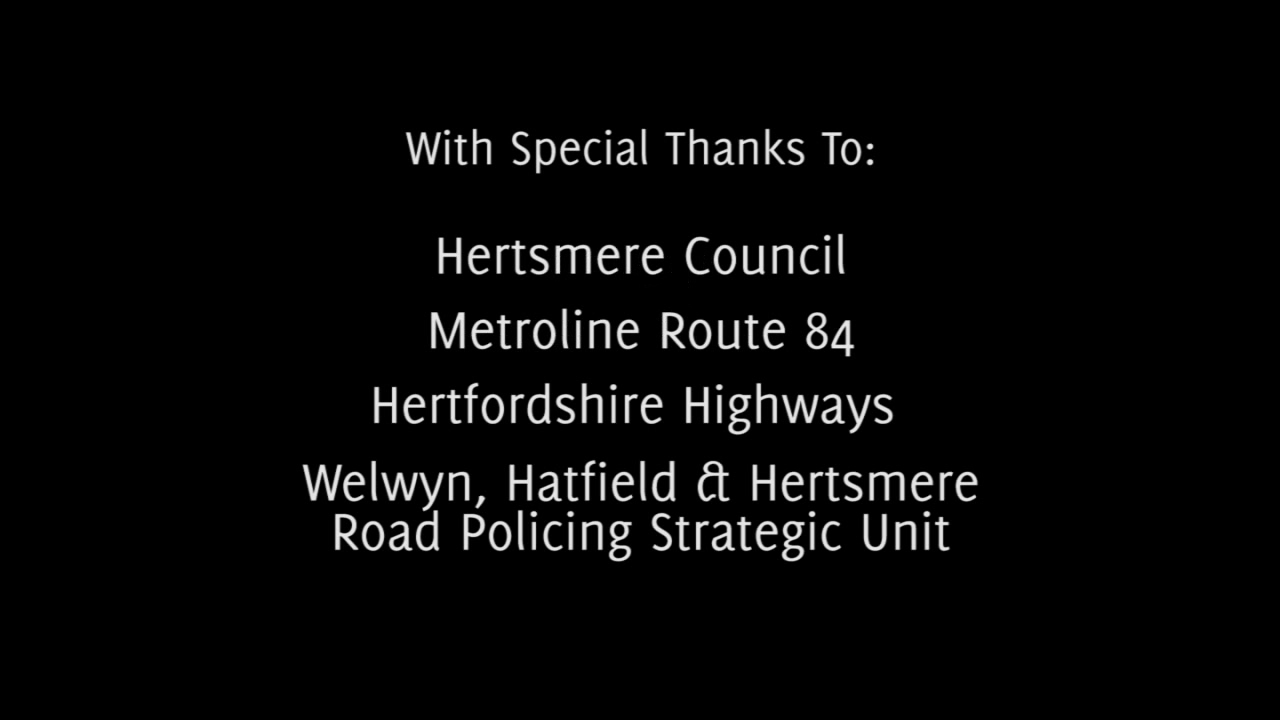 With Special Thanks To:
Hertsmere Council
Metroline Route 84
Hertfordshire Highways
Welwyn, Hatfield & Hertsmere
Road Policing Strategic Unit